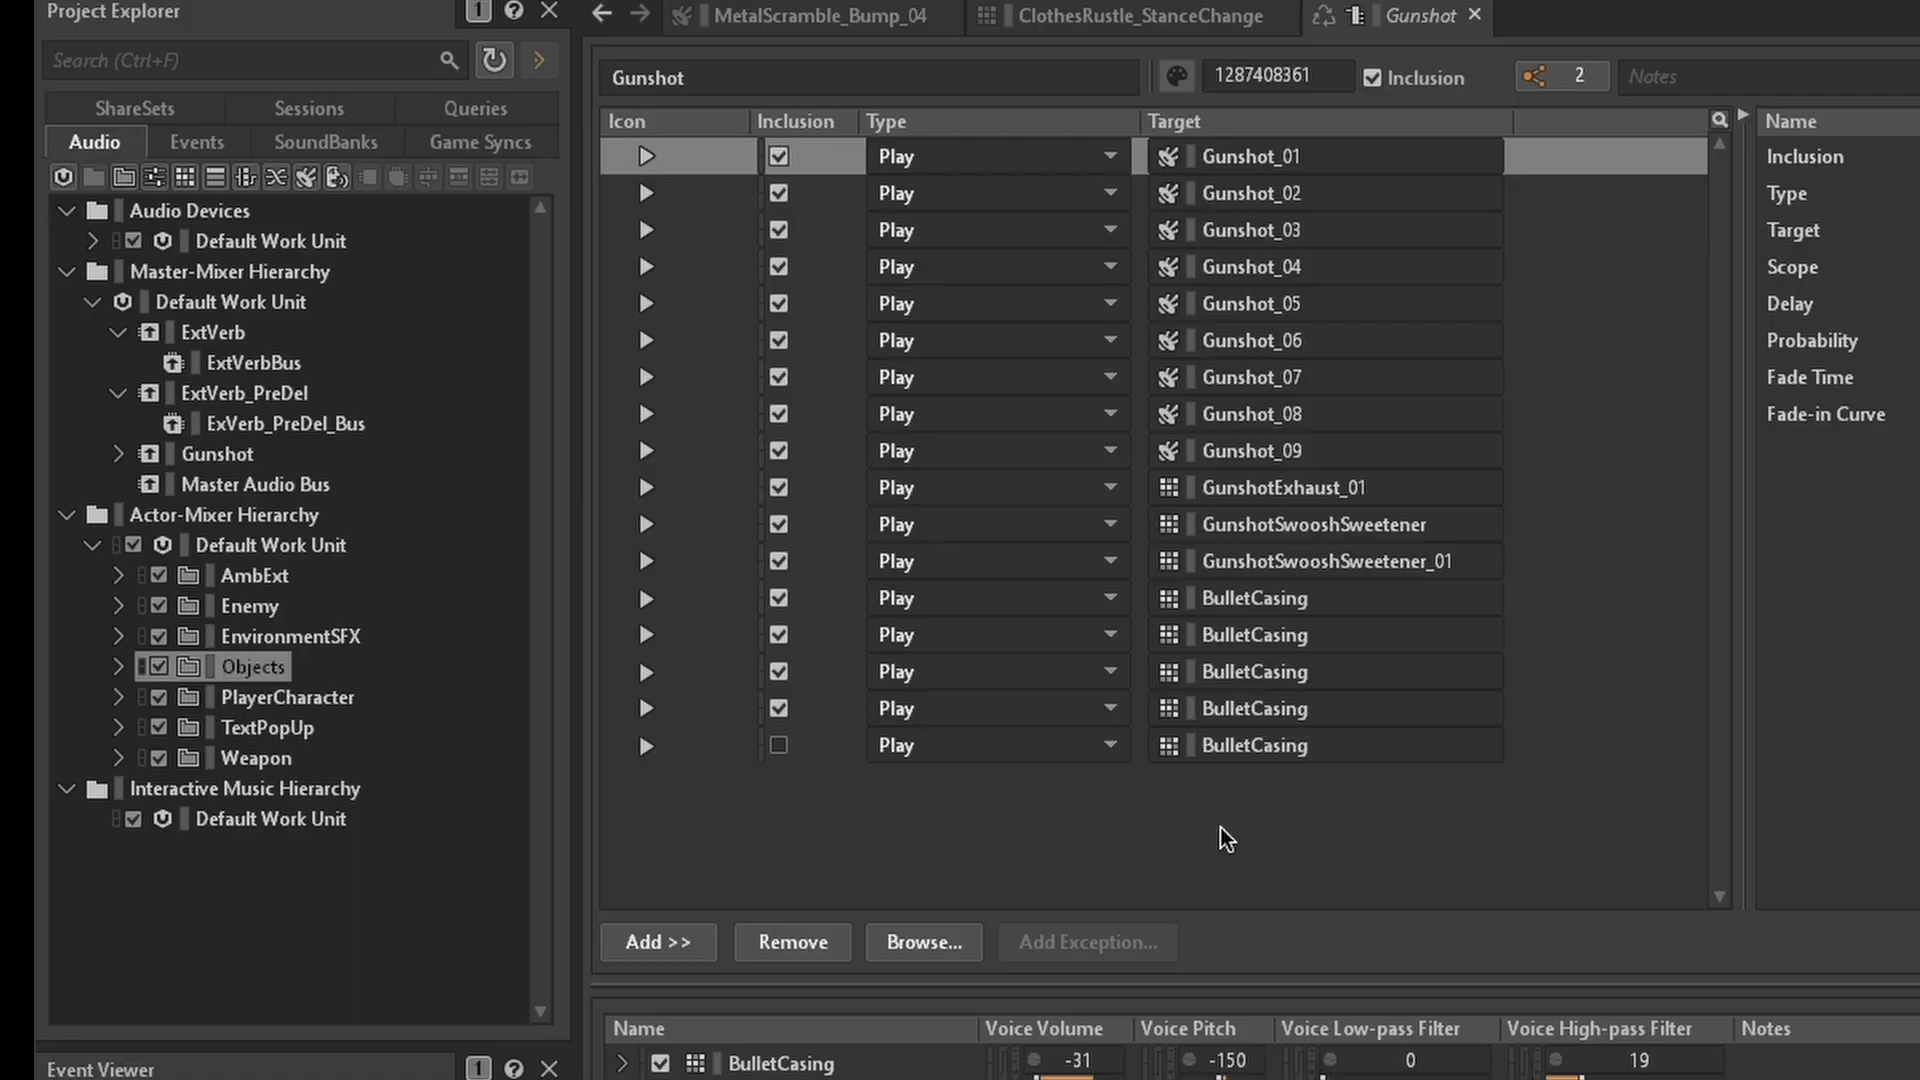 Project Explorer
1
Search (Ctrl+F)
ShareSets
Sessions
Queries
Audio
Events
SoundBanks
Game Syncs
Audio Devices
Default Work Unit
Master-Mixer Hierarchy
Default Work Unit
ExtVerb
ExtVerbBus
ExtVerb_PreDel
ExVerb_PreDel_Bus
Gunshot
Master Audio Bus
Actor-Mixer Hierarchy
Default Work Unit
AmbExt
Enemy
EnvironmentSFX
Objects
PlayerCharacter
TextPopUp
Weapon
Interactive Music Hierarchy
Default Work Unit
Event Viewer
1
MetalScramble_Bump_04
ClothesRustle_StanceChange
Gunshot
Gunshot
1287408361
Inclusion
2
Notes
Icon Inclusion Type Target
Play Gunshot_01
Play Gunshot_02
Play Gunshot_03
Play Gunshot_04
Play Gunshot_05
Play Gunshot_06
Play Gunshot_07
Play Gunshot_08
Play Gunshot_09
Play GunshotExhaust_01
Play GunshotSwooshSweetener
Play GunshotSwooshSweetener_01
Play BulletCasing
Play BulletCasing
Play BulletCasing
Play BulletCasing
Play BulletCasing
Add >>
Remove
Browse...
Add Exception...
Name
Inclusion
Type
Target
Scope
Delay
Probability
Fade Time
Fade-in Curve
Name Voice Volume Voice Pitch Voice Low-pass Filter Voice High-pass Filter Notes
BulletCasing -31 -150 0 19